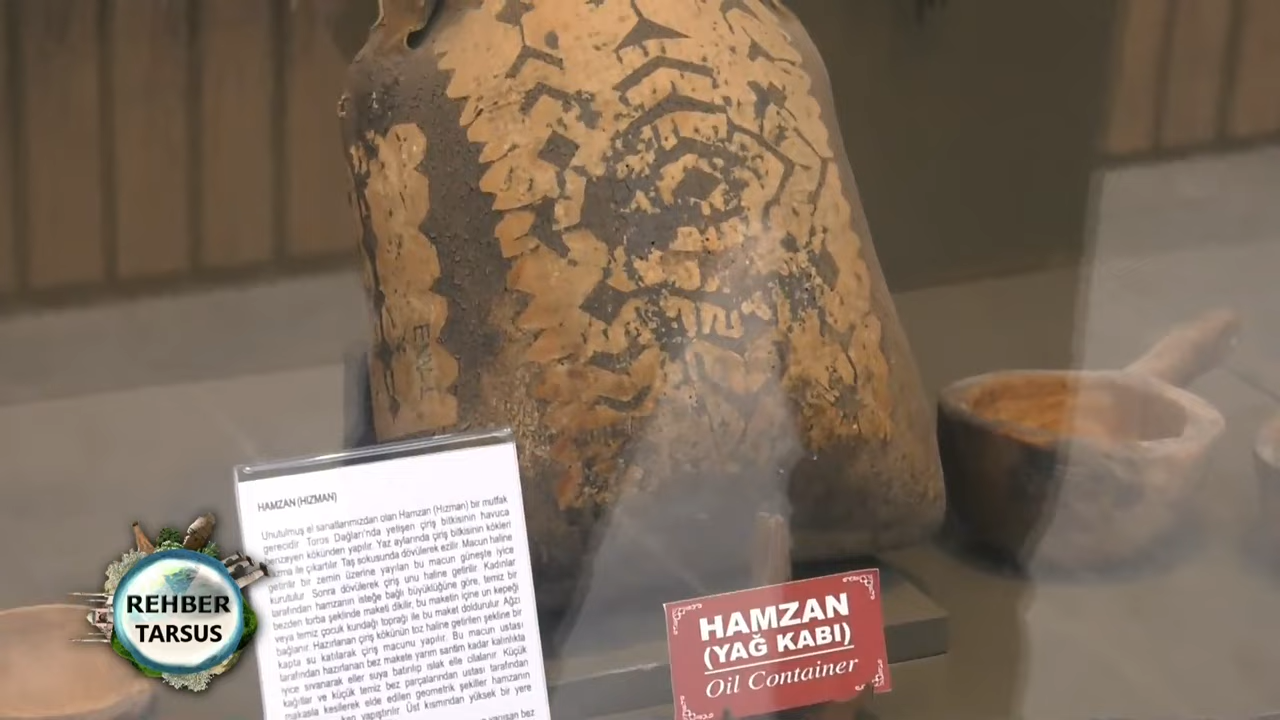 HAMZAN (HIZMAN)
Unutulmuş el sanatlarımızdan olan Hamzan (Hızman) bir mutfak
gerecidir. Toros Dağları'nda yetişen çiriş bitkisinin havuca
benzeyen kökünden yapılır. Yaz aylarında çiriş bitkisinin kökleri
kazma ile çıkartılır. Taş sokusunda dövülerek ezilir. Macun haline
getirilir bir zemin üzerine yayılan bu macun güneşte iyice
kurutulur. Sonra dövülerek çiriş unu haline getirilir. Kadınlar
tarafından hamzanın isteğe bağlı büyüklüğüne göre, temiz bir
bezden torba şeklinde maketi dikilir, bu maketin içine un kepeği
veya temiz çocuk kundağı toprağı ile bu maket doldurulur. Ağzı
bağlanır. Hazırlanan çiriş kökünün toz haline getirilen şekline bir
kapta su katılarak çiriş macunu yapılır. Bu macun ustası
tarafından hazırlanan bez makete yarım santim kadar kalınlıkta
iyice sıvanarak eller suya batırılıp ıslak elle cilalanır. Küçük
kağıtlar ve küçük temiz bez parçalarından ustası tarafından
makasla kesilerek elde edilen geometrik şekiller hamzanın
yapıştırılır. Üst kısmından yüksek bir yere
bez
HAMZAN
(YAĞ KABI)
Oil Container
REHBER
TARSUS